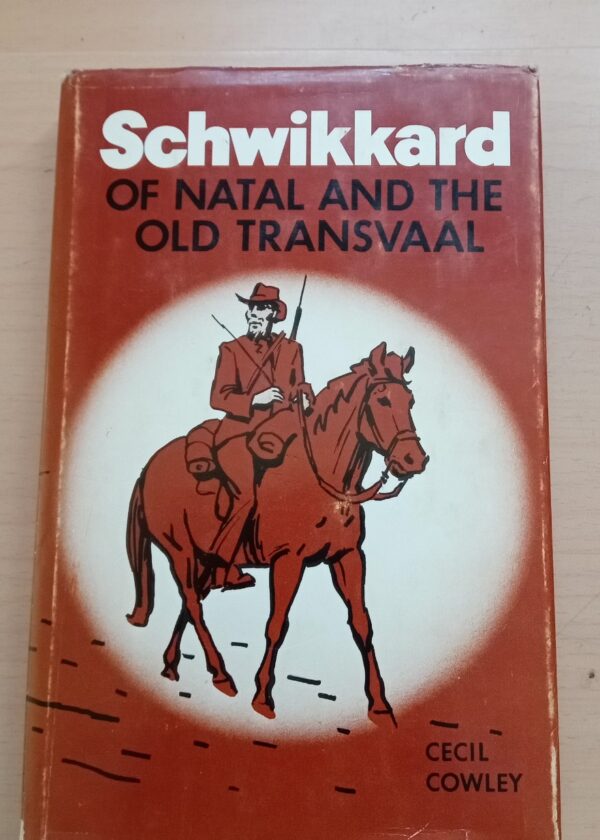 Schwikkard
OF NATAL AND THE
OLD TRANSVAAL
CECIL
COWLEY